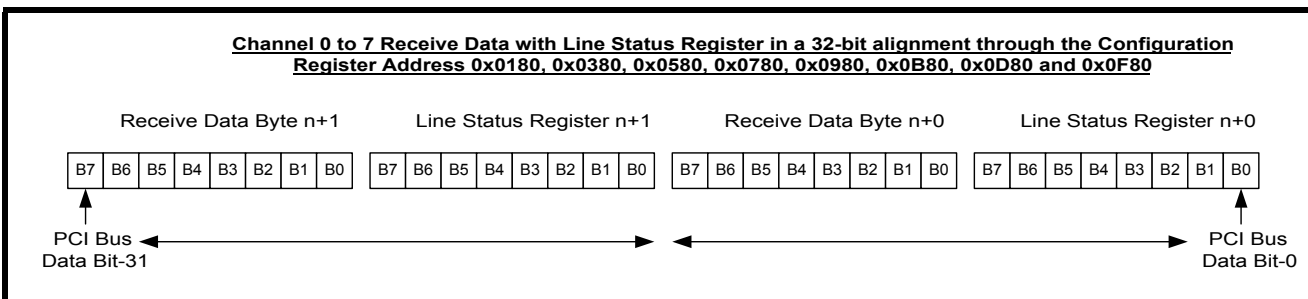 Channel 0 to 7 Receive Data with Line Status Register in a 32-bit alignment through the Configuration
Register Address 0x0180, 0x0380, 0x0580, 0x0780, 0x0980, 0x0B80, 0x0D80 and 0x0F80
Receive Data Byte n+1 Line Status Register n+1 Receive Data Byte n+0 Line Status Register n+0
B7 B6 B5 B4 B3 B2 B1 B0 B7 B6 B5 B4 B3 B2 B1 B0 B7 B6 B5 B4 B3 B2 B1 B0 B7 B6 B5 B4 B3 B2 B1 B0
PCI Bus PCI Bus
Data Bit-31 Data Bit-0